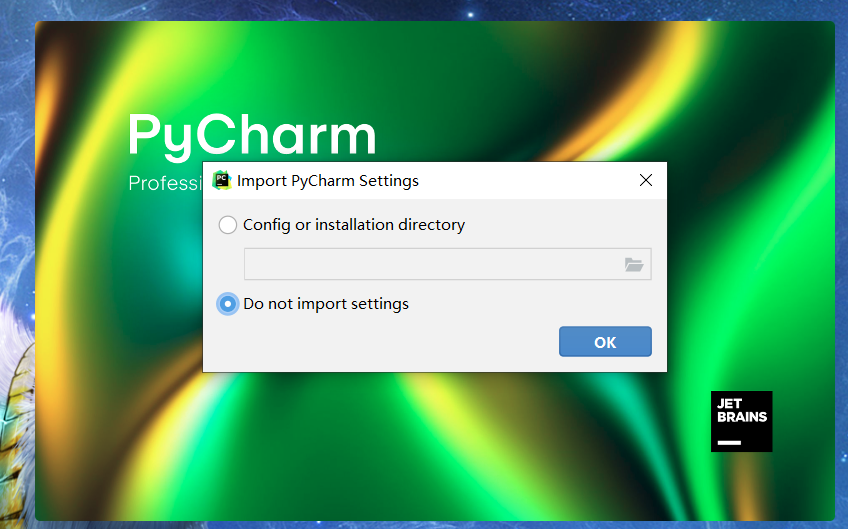 PyCharm
Professi
Import PyCharm Settings
Config or installation directory
Do not import settings
OK
JET
BRAINS
PC